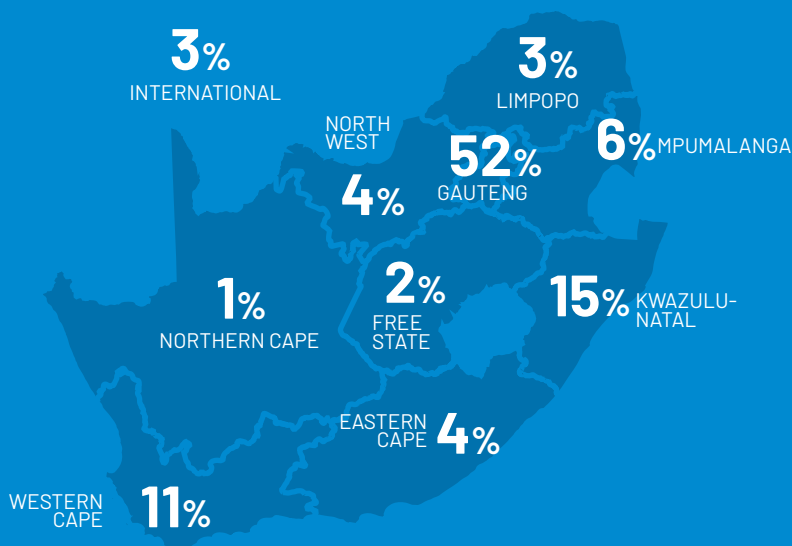 3%
INTERNATIONAL
3%
LIMPOPO
NORTH
WEST
4%
52%
GAUTENG
6% MPUMALANGA
1%
NORTHERN CAPE
2%
FREE
STATE
15% KWAZULU-
NATAL
EASTERN
CAPE 4%
WESTERN
CAPE 11%